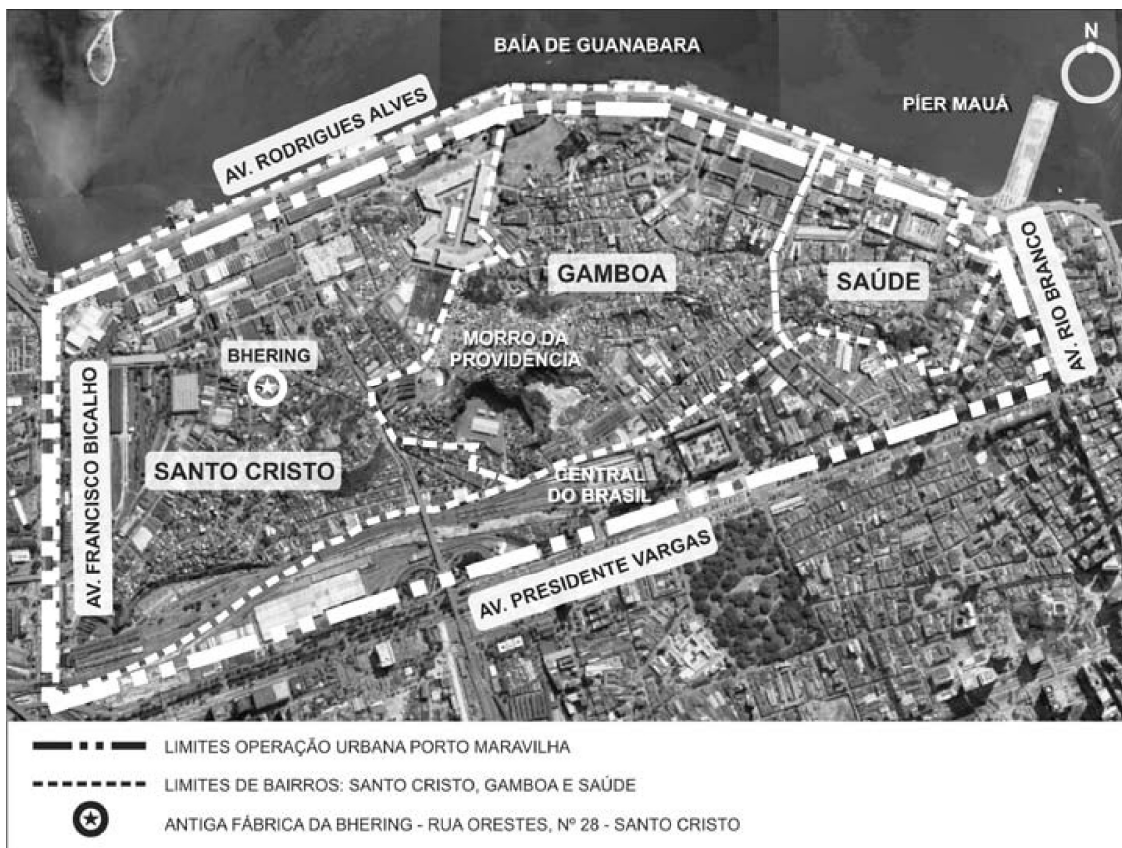 BAÍA DE GUANABARA
N
PÍER MAUÁ
AV. RODRIGUES ALVES
GAMBOA
SAÚDE
AV. RIO BRANCO
MORRO DA
PROVIDÊNCIA
BHERING
AV. FRANCISCO BICALHO
SANTO CRISTO
CENTRAL
DO BRASIL
AV. PRESIDENTE VARGAS
LIMITES OPERAÇÃO URBANA PORTO MARAVILHA
LIMITES DE BAIRROS: SANTO CRISTO, GAMBOA E SAÚDE
ANTIGA FÁBRICA DA BHERING - RUA ORESTES, Nº 28 - SANTO CRISTO